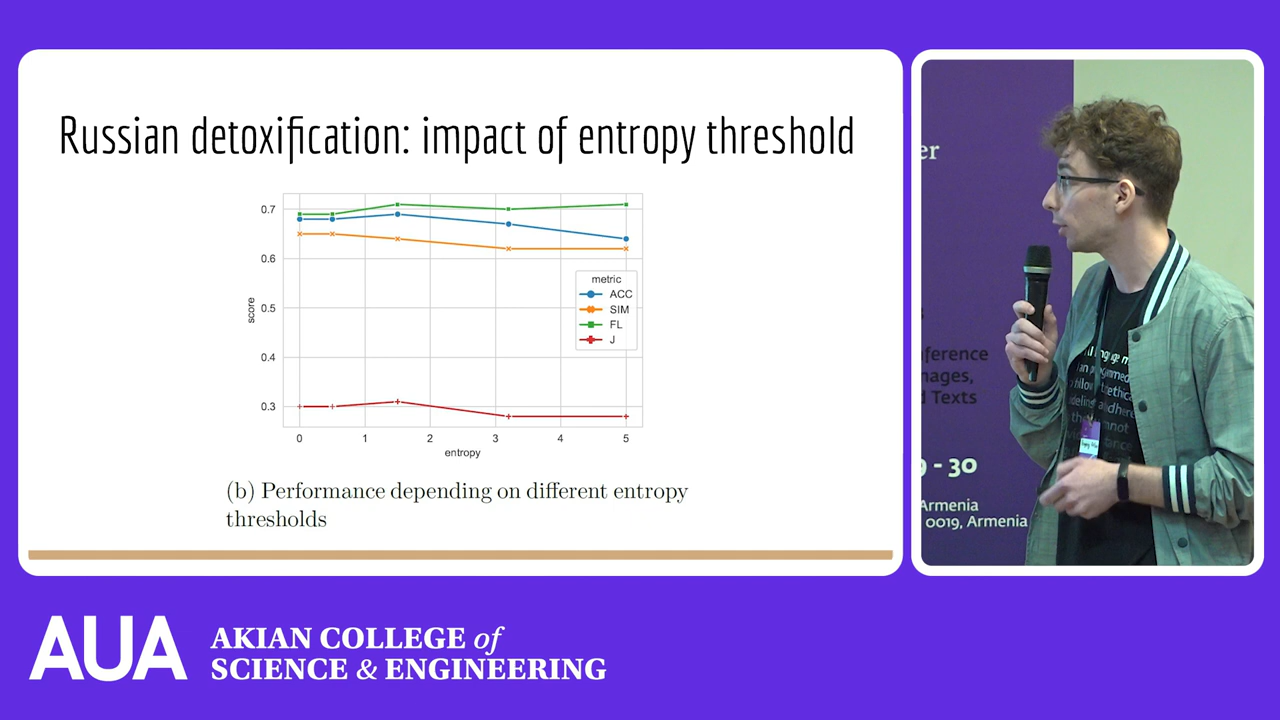 Russian detoxification: impact of entropy threshold
0.7
0.6
0.5
0.4
0.3
score
0
1
2
3
4
5
entropy
metric
ACC
SIM
FL
J
(b) Performance depending on different entropy
thresholds
er
nference
mages,
d Texts
9 - 30
Armenia
0019, Armenia
AUA
AKIAN COLLEGE of
SCIENCE & ENGINEERING